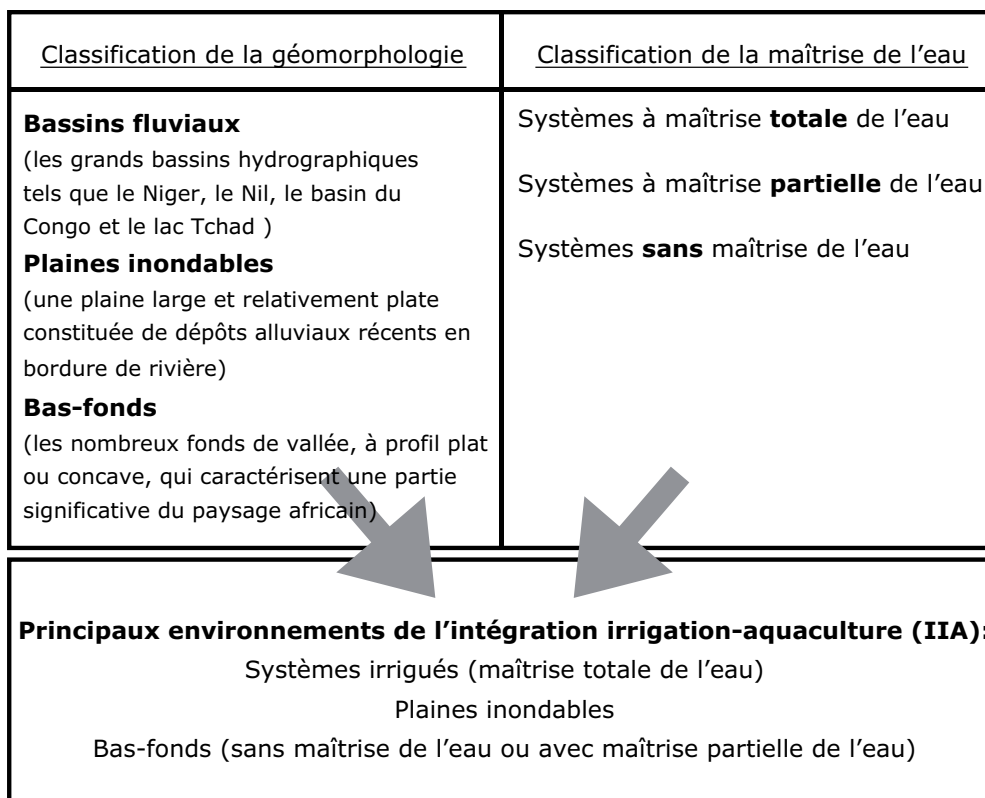 Classification de la géomorphologie
Bassins fluviaux
(les grands bassins hydrographiques
tels que le Niger, le Nil, le basin du
Congo et le lac Tchad )
Plaines inondables
(une plaine large et relativement plate
constituée de dépôts alluviaux récents en
bordure de rivière)
Bas-fonds
(les nombreux fonds de vallée, à profil plat
ou concave, qui caractérisent une partie
significative du paysage africain)
Classification de la maîtrise de l’eau
Systèmes à maîtrise totale de l’eau
Systèmes à maîtrise partielle de l’eau
Systèmes sans maîtrise de l’eau
Principaux environnements de l’intégration irrigation-aquaculture (IIA):
Systèmes irrigués (maîtrise totale de l’eau)
Plaines inondables
Bas-fonds (sans maîtrise de l’eau ou avec maîtrise partielle de l’eau)